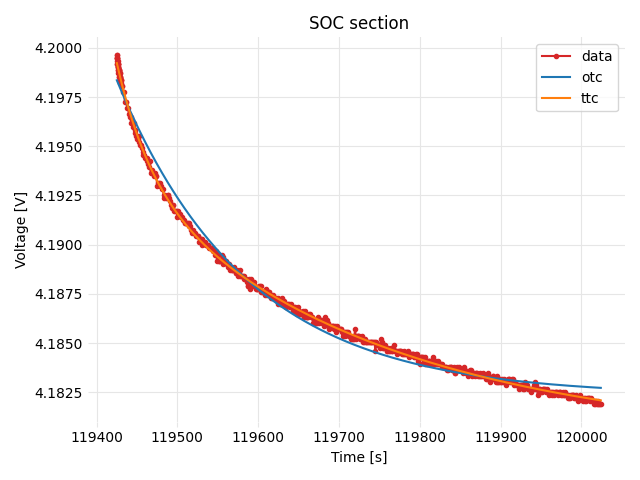 SOC section
4.2000
4.1975
4.1950
4.1925
4.1900
4.1875
4.1850
4.1825
Voltage [V]
data
otc
ttc
119400 119500 119600 119700 119800 119900 120000
Time [s]